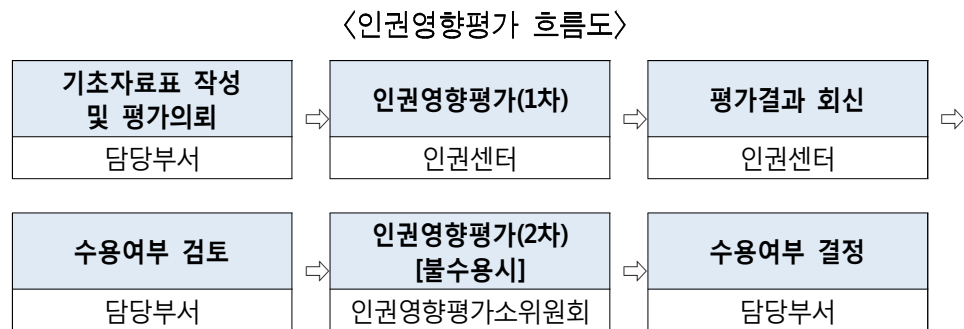 〈인권영향평가 흐름도〉
기초자료표 작성
및 평가의뢰
담당부서
⇨
인권영향평가(1차)
인권센터
⇨
평가결과 회신
인권센터
⇨
수용여부 검토
담당부서
⇨
인권영향평가(2차)
[불수용시]
인권영향평가소위원회
⇨
수용여부 결정
담당부서